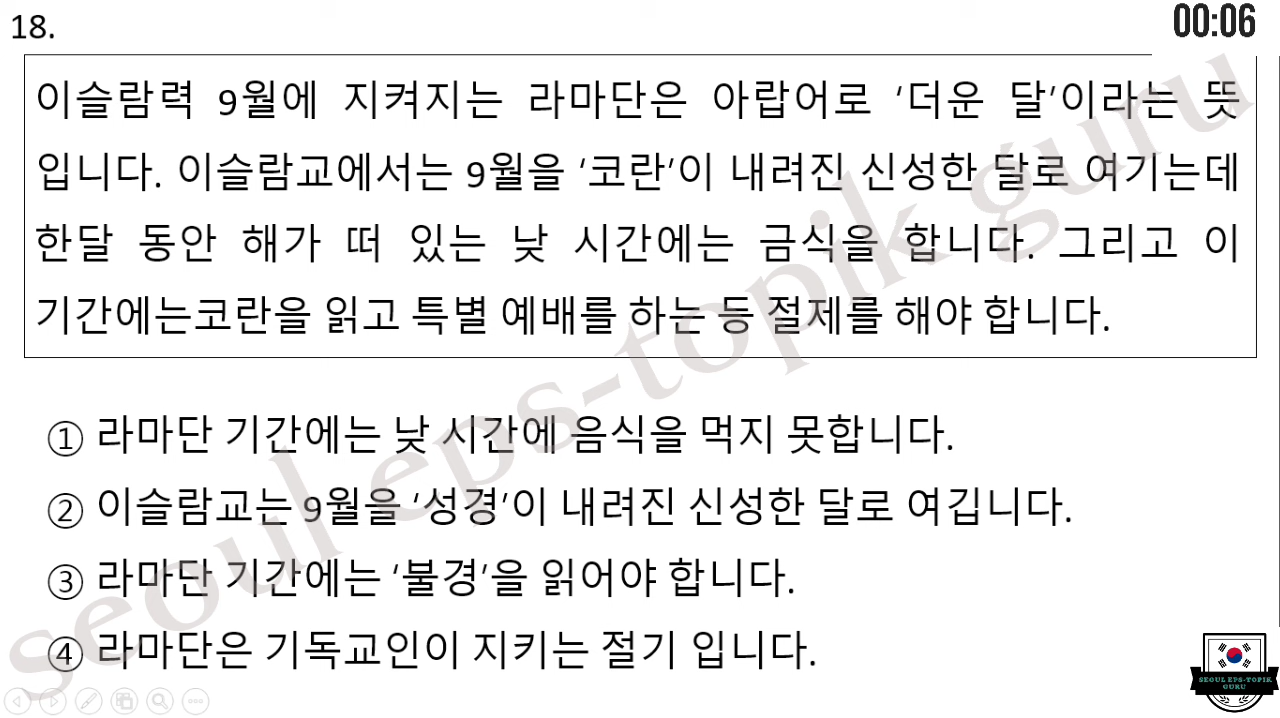 18.
00:06
이슬람력 9월에 지켜지는 라마단은 아랍어로 ‘더운 달’이라는 뜻
입니다. 이슬람교에서는 9월을 ‘코란’이 내려진 신성한 달로 여기는데
한달 동안 해가 떠 있는 낮 시간에는 금식을 합니다. 그리고 이
기간에는코란을 읽고 특별 예배를 하는 등 절제를 해야 합니다.
① 라마단 기간에는 낮 시간에 음식을 먹지 못합니다.
② 이슬람교는 9월을 ‘성경’이 내려진 신성한 달로 여깁니다.
③ 라마단 기간에는 ‘불경’을 읽어야 합니다.
④ 라마단은 기독교인이 지키는 절기 입니다.
seoul eps-topik guru
SEOUL EPS-TOPIK
GURU